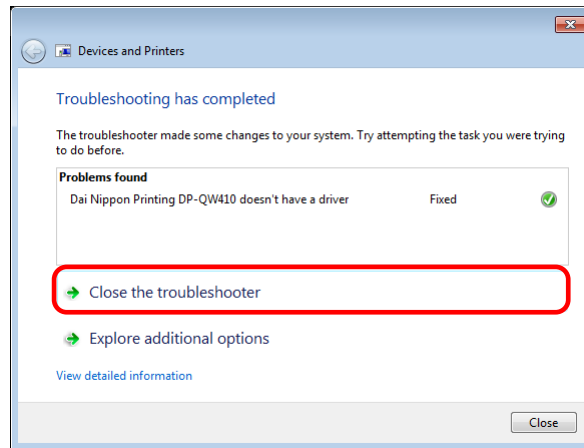 Devices and Printers
Troubleshooting has completed
The troubleshooter made some changes to your system. Try attempting the task you were trying
to do before.
Problems found
Dai Nippon Printing DP-QW410 doesn't have a driver Fixed
Close the troubleshooter
Explore additional options
View detailed information
Close